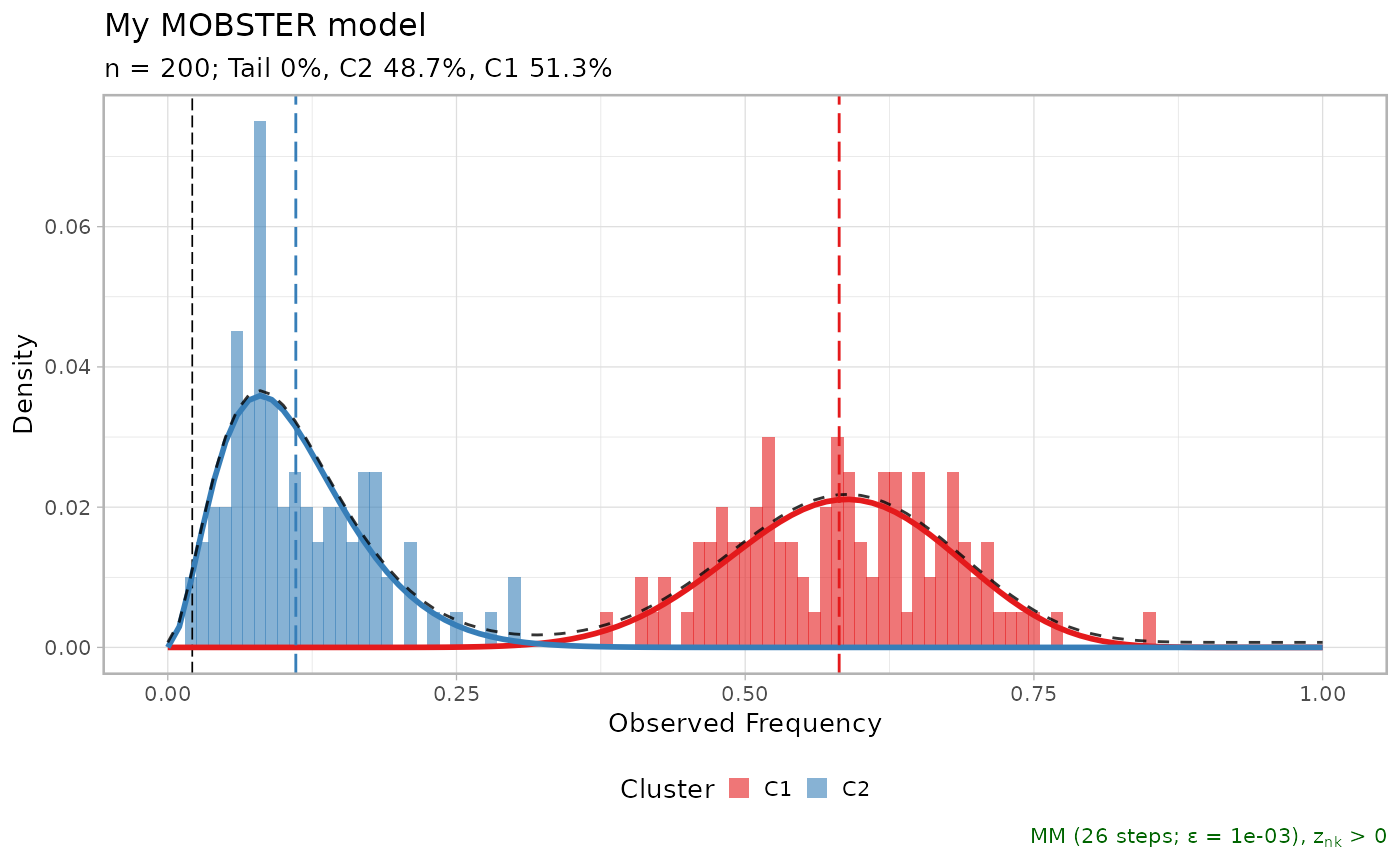 My MOBSTER model
n = 200; Tail 0%, C2 48.7%, C1 51.3%
Density
0.06
0.04
0.02
0.00
0.00 0.25 0.50 0.75 1.00
Observed Frequency
Cluster C1 C2
MM (26 steps; ε = 1e-03), z_nk > 0